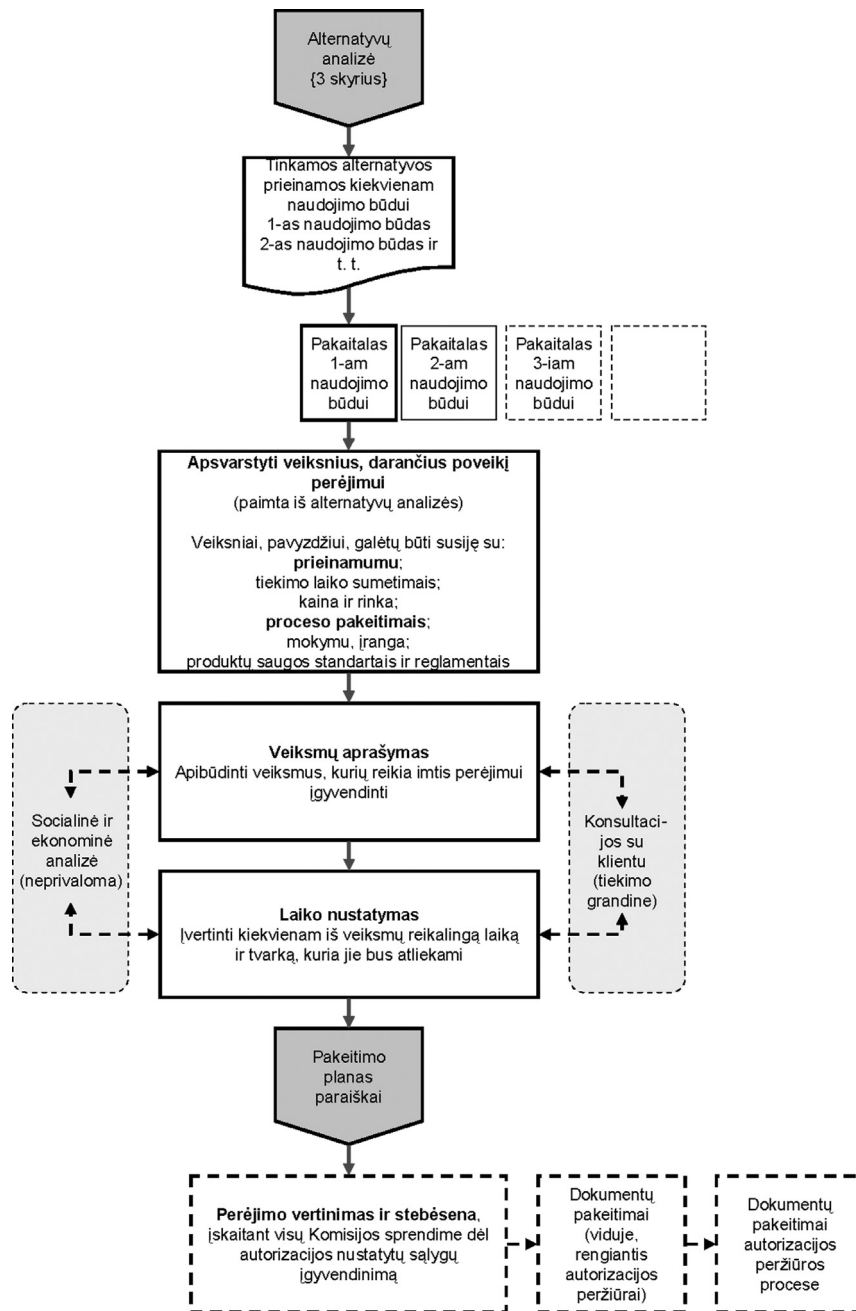 Alternatyvų
analizė
{3 skyrius}
Tinkamos alternatyvos
prieinamos kiekvienam
naudojimo būdui
1-as naudojimo būdas
2-as naudojimo būdas ir
t. t.
Pakaitalas
1-am
naudojimo
būdui
Pakaitalas
2-am
naudojimo
būdui
Pakaitalas
3-iam
naudojimo
būdui
Apsvarstyti veiksnius, darančius poveikį
perėjimui
(paimta iš alternatyvų analizės)
Veiksniai, pavyzdžiui, galėtų būti susiję su:
prieinamumu;
tiekimo laiko sumetimais;
kaina ir rinka;
proceso pakeitimais;
mokymu, įranga;
produktų saugos standartais ir reglamentais
Veiksmų aprašymas
Apibūdinti veiksmus, kurių reikia imtis perėjimui
įgyvendinti
Socialinė ir
ekonominė
analizė
(neprivaloma)
Konsultaci-
jos su
klientu
(tiekimo
grandine)
Laiko nustatymas
Įvertinti kiekvienam iš veiksmų reikalingą laiką
ir tvarką, kuria jie bus atliekami
Pakeitimo
planas
paraiškai
Perėjimo vertinimas ir stebėsena,
įskaitant visų Komisijos sprendime dėl
autorizacijos nustatytų sąlygų
įgyvendinimą
Dokumentų
pakeitimai
(viduje,
rengiantis
autorizacijos
peržiūrai)
Dokumentų
pakeitimai
autorizacijos
peržiūros
procese